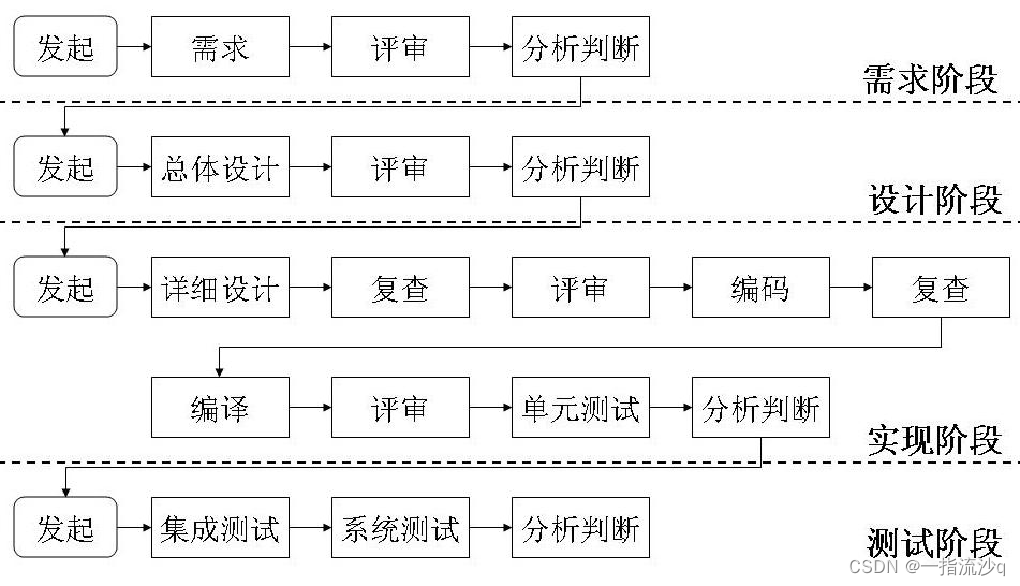 发起 需求 评审 分析判断
需求阶段
发起 总体设计 评审 分析判断
设计阶段
发起 详细设计 复查 评审 编码 复查
编译 评审 单元测试 分析判断
实现阶段
发起 集成测试 系统测试 分析判断
测试阶段
CSDN @一指流沙q